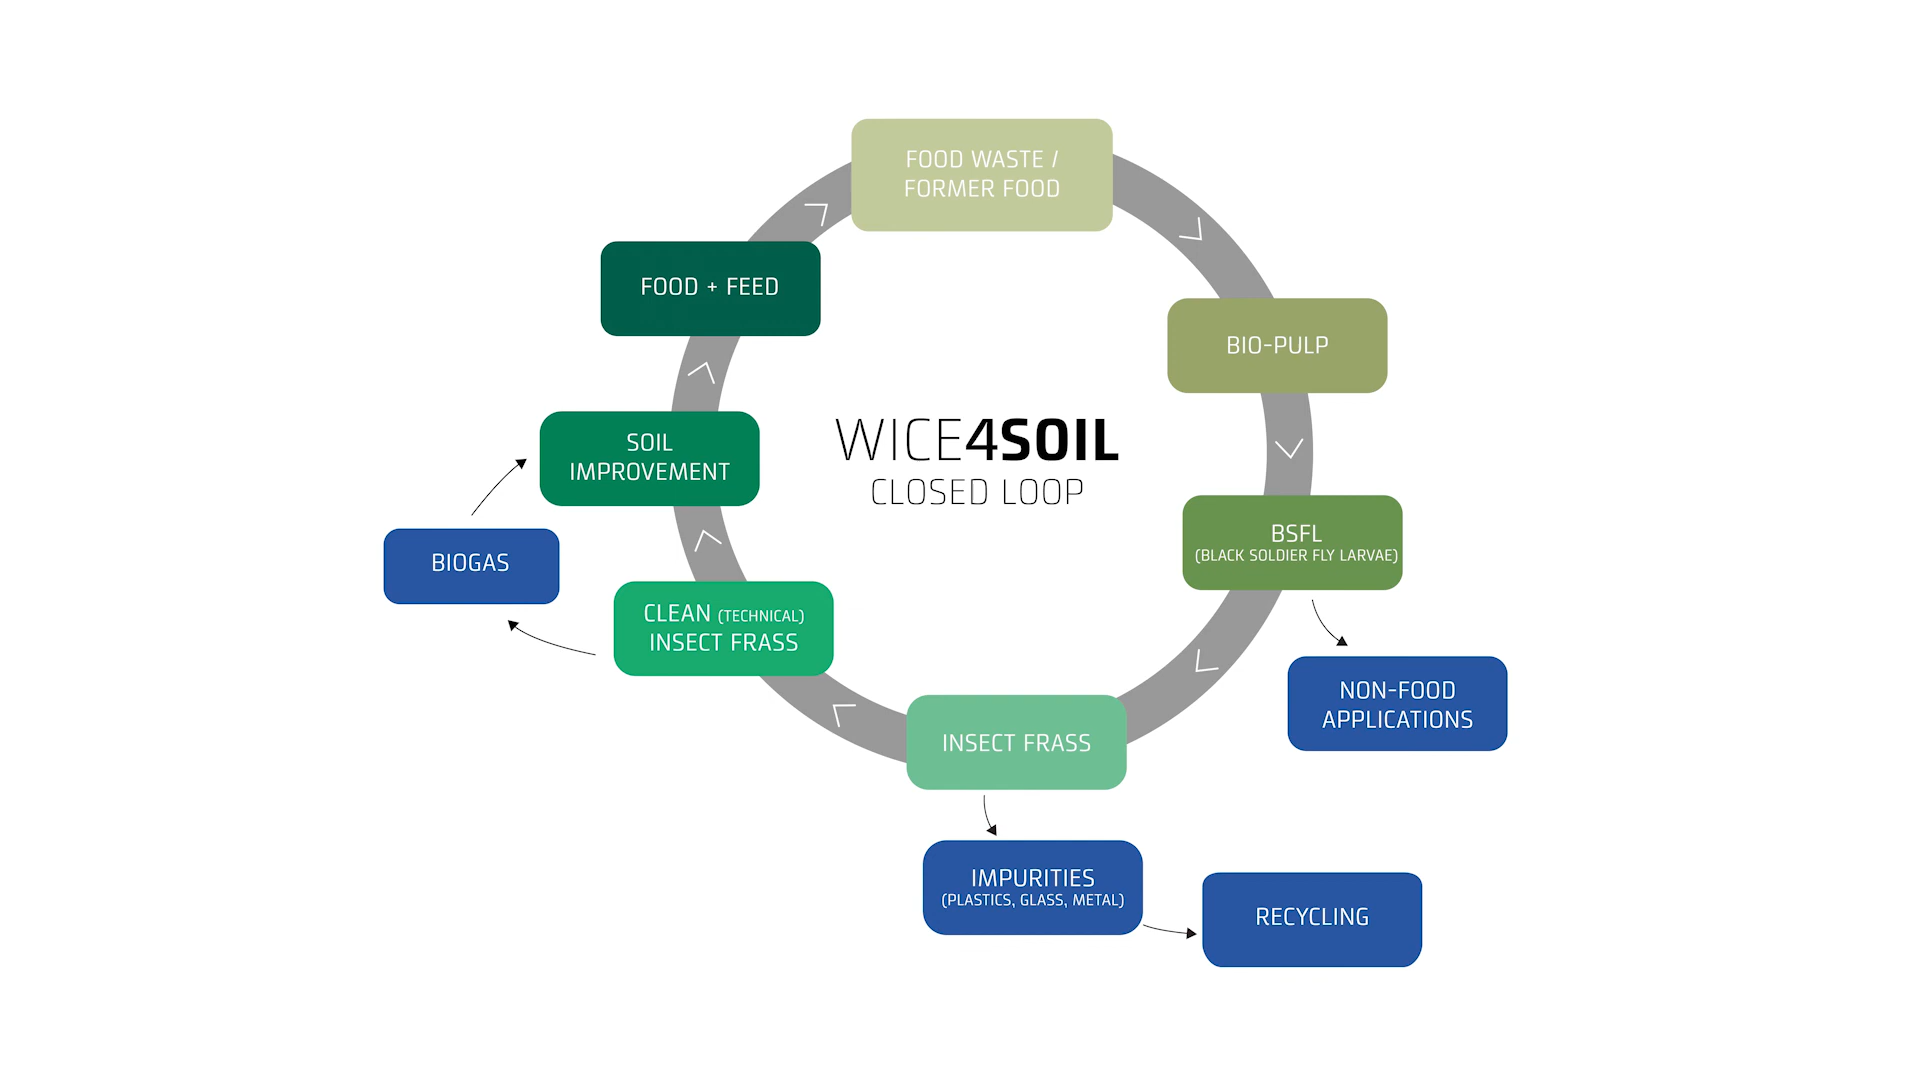 FOOD WASTE /
FORMER FOOD
FOOD + FEED
BIO-PULP
WICE4SOIL
CLOSED LOOP
SOIL
IMPROVEMENT
BSFL
(BLACK SOLDIER FLY LARVAE)
BIOGAS
CLEAN (TECHNICAL)
INSECT FRASS
NON-FOOD
APPLICATIONS
INSECT FRASS
IMPURITIES
(PLASTICS, GLASS, METAL)
RECYCLING